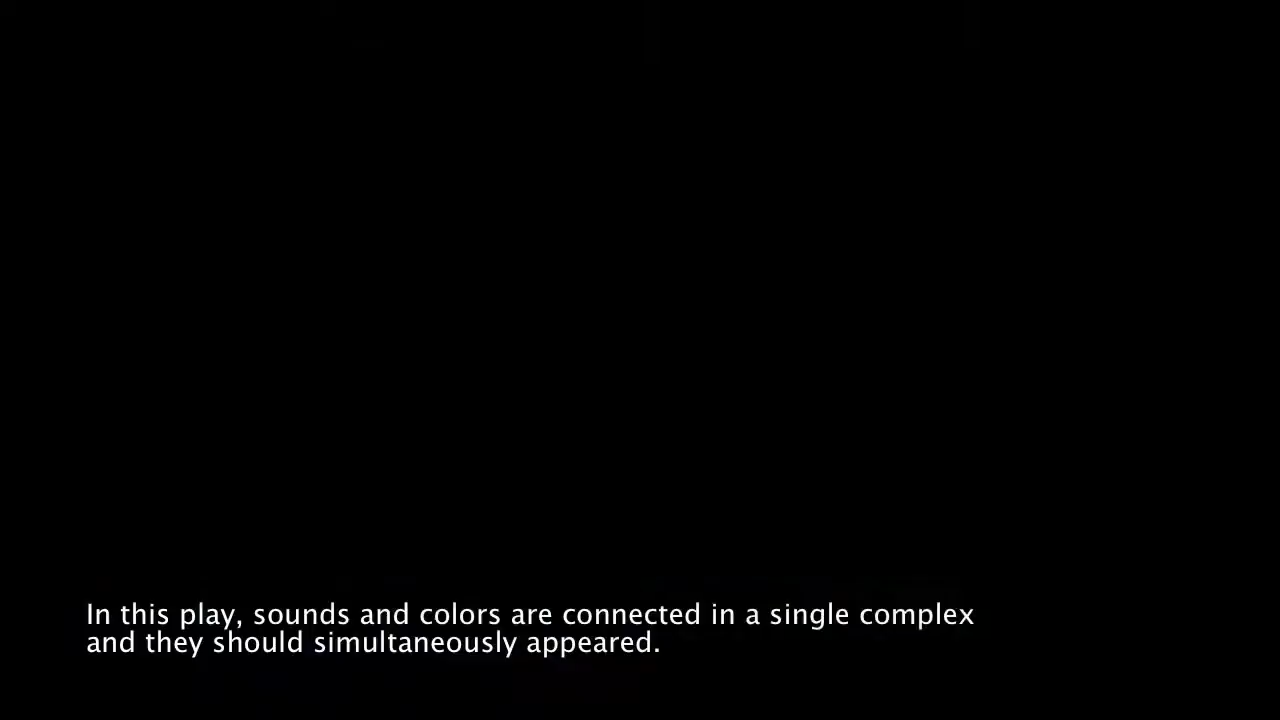 In this play, sounds and colors are connected in a single complex
and they should simultaneously appeared.